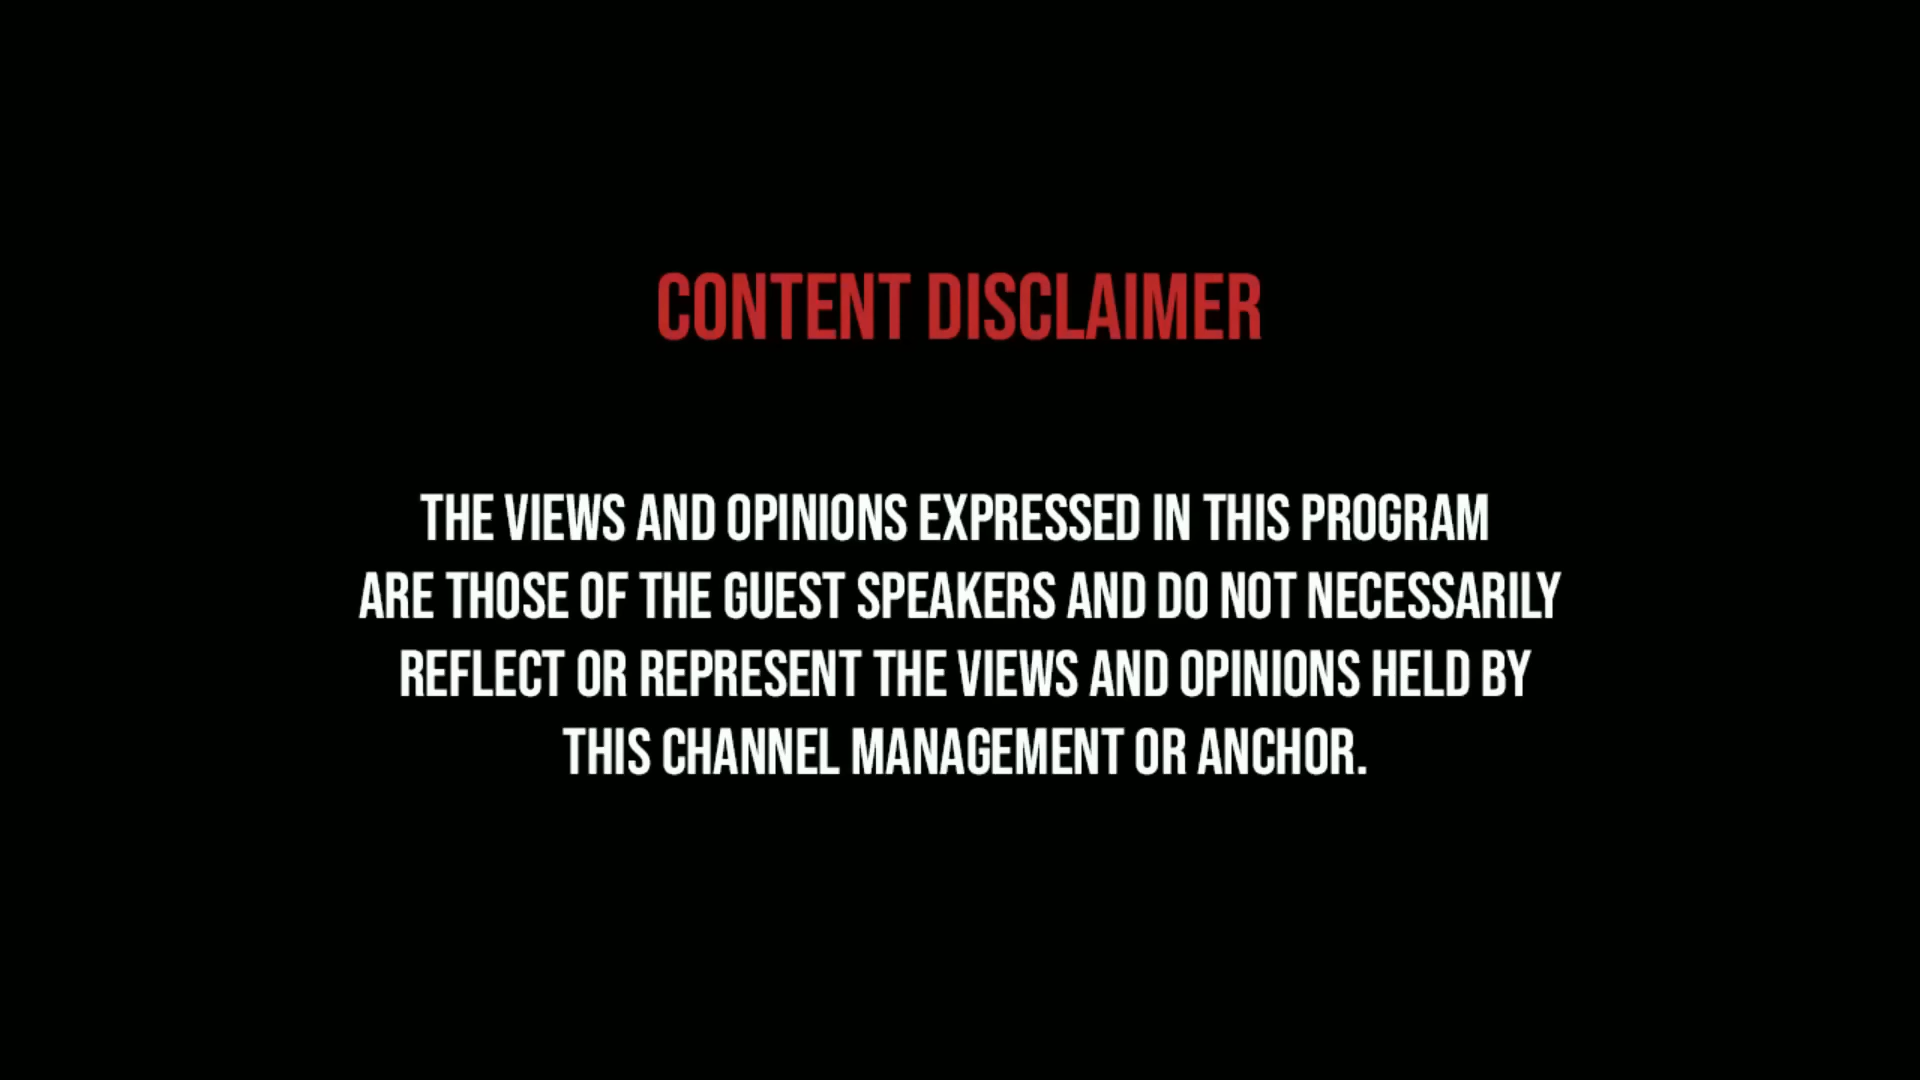 CONTENT DISCLAIMER
THE VIEWS AND OPINIONS EXPRESSED IN THIS PROGRAM
ARE THOSE OF THE GUEST SPEAKERS AND DO NOT NECESSARILY
REFLECT OR REPRESENT THE VIEWS AND OPINIONS HELD BY
THIS CHANNEL MANAGEMENT OR ANCHOR.